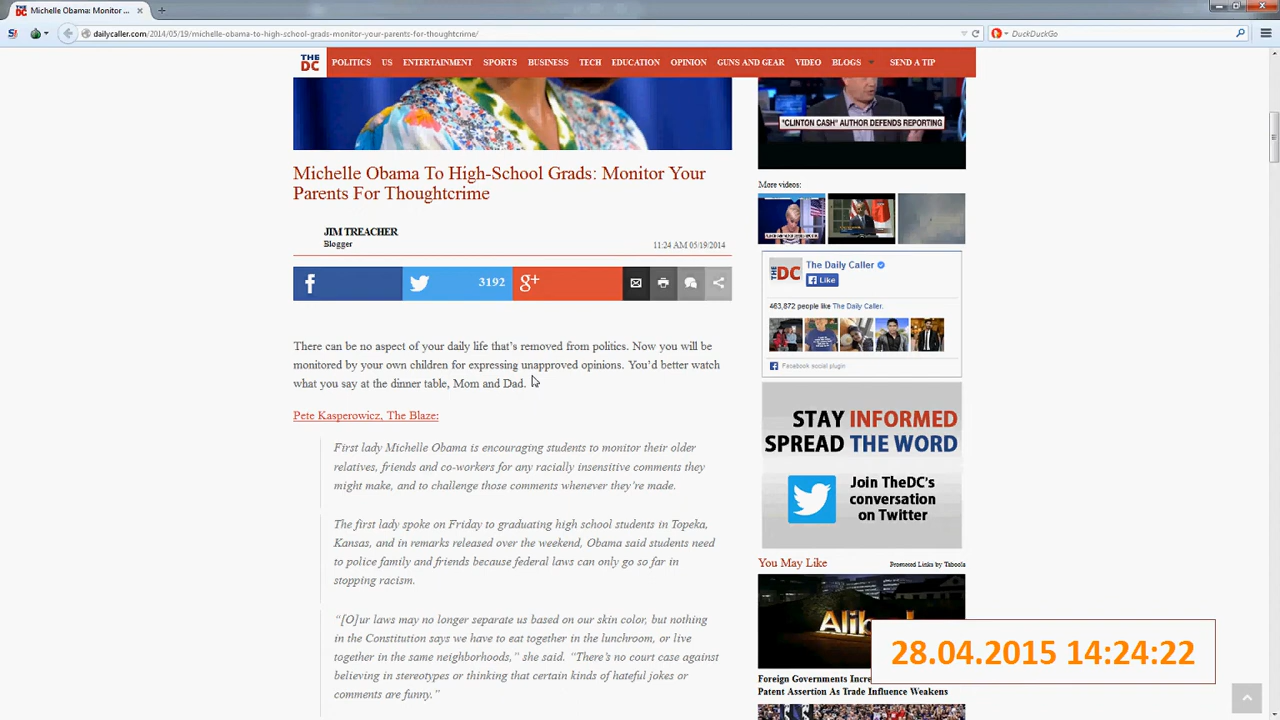 Michelle Obama: Monitor ...
dailycaller.com/2014/05/19/michelle-obama-to-high-school-grads-monitor-your-parents-for-thoughtcrime/
DuckDuckGo
THE DC
POLITICS US ENTERTAINMENT SPORTS BUSINESS TECH EDUCATION OPINION GUNS AND GEAR VIDEO BLOGS SEND A TIP
"CLINTON CASH" AUTHOR DEFENDS REPORTING
Michelle Obama To High-School Grads: Monitor Your
Parents For Thoughtcrime
JIM TREACHER
Blogger
11:24 AM 05/19/2014
3192
There can be no aspect of your daily life that's removed from politics. Now you will be
monitored by your own children for expressing unapproved opinions. You'd better watch
what you say at the dinner table, Mom and Dad.
Pete Kasperowicz, The Blaze:
First lady Michelle Obama is encouraging students to monitor their older
relatives, friends and co-workers for any racially insensitive comments they
might make, and to challenge those comments whenever they're made.
The first lady spoke on Friday to graduating high school students in Topeka,
Kansas, and in remarks released over the weekend, Obama said students need
to police family and friends because federal laws can only go so far in
stopping racism.
“[O]ur laws may no longer separate us based on our skin color, but nothing
in the Constitution says we have to eat together in the lunchroom, or live
together in the same neighborhoods,” she said. “There's no court case against
believing in stereotypes or thinking that certain kinds of hateful jokes or
comments are funny.”
More videos:
THE DC
The Daily Caller
Like
463,872 people like The Daily Caller.
Facebook social plugin
STAY INFORMED
SPREAD THE WORD
Join TheDC's
conversation
on Twitter
You May Like
Promoted Links by Taboola
28.04.2015 14:24:22
Patent Assertion As Trade Influence Weakens